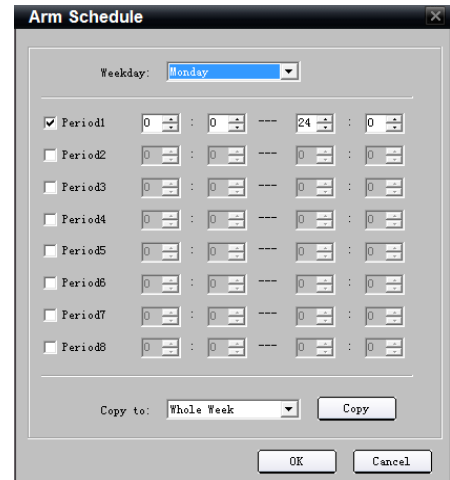 Arm Schedule
Weekday: Monday
Period1 0 : 0 --- 24 : 0
Period2 0 : 0 --- 0 : 0
Period3 0 : 0 --- 0 : 0
Period4 0 : 0 --- 0 : 0
Period5 0 : 0 --- 0 : 0
Period6 0 : 0 --- 0 : 0
Period7 0 : 0 --- 0 : 0
Period8 0 : 0 --- 0 : 0
Copy to: Whole Week Copy
OK Cancel